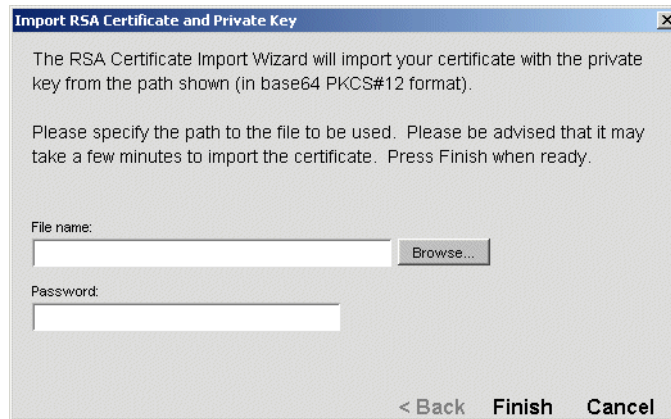 Import RSA Certificate and Private Key
The RSA Certificate Import Wizard will import your certificate with the private
key from the path shown (in base64 PKCS#12 format).
Please specify the path to the file to be used. Please be advised that it may
take a few minutes to import the certificate. Press Finish when ready.
File name:
Browse...
Password:
< Back Finish Cancel